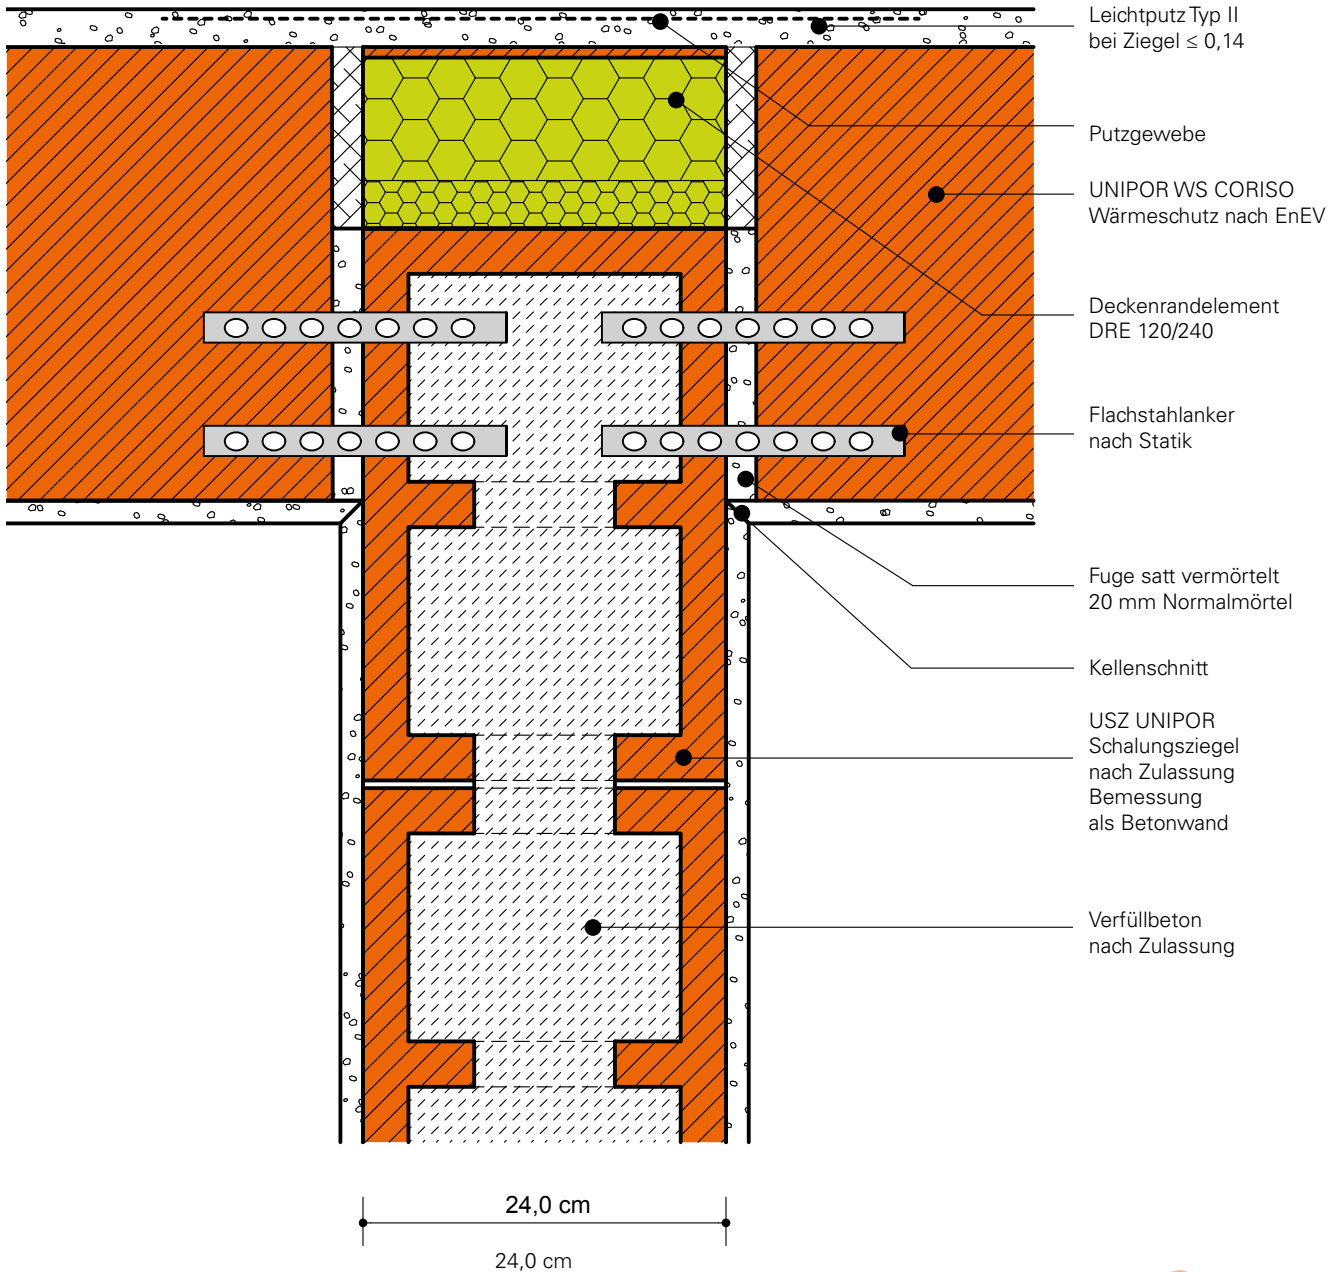 Leichtputz Typ II
bei Ziegel ≤ 0,14
Putzgewebe
UNIPOR WS CORISO
Wärmeschutz nach EnEV
Deckenrandelement
DRE 120/240
Flachstahlanker
nach Statik
Fuge satt vermörtelt
20 mm Normalmörtel
Kellenschnitt
USZ UNIPOR
Schalungsziegel
nach Zulassung
Bemessung
als Betonwand
Verfüllbeton
nach Zulassung
24,0 cm
24,0 cm